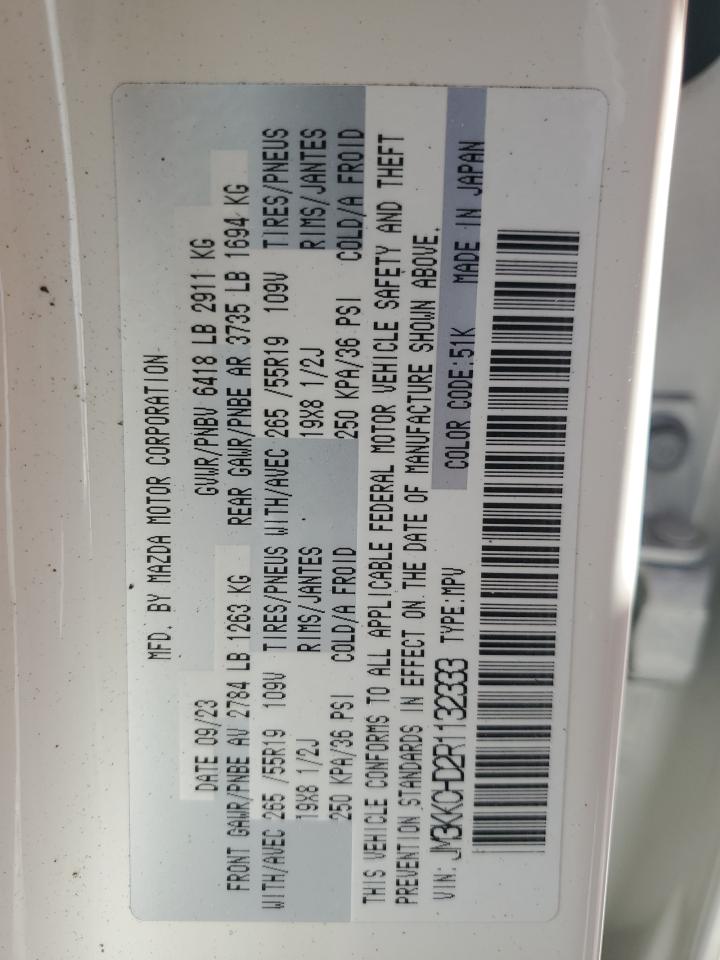 MFD. BY MAZDA MOTOR CORPORATION
DATE 09/23 GVWR/PNBV 6418 LB 2911 KG
FRONT GAWR/PNBE AV 2784 LB 1263 KG REAR GAWR/PNBE AR 3735 LB 1694 KG
WITH/AVEC 265 /55R19 109V TIRES/PNEUS WITH/AVEC 265 /55R19 109V TIRES/PNEUS
19X8 1/2J RIMS/JANTES 19X8 1/2J RIMS/JANTES
250 KPA/36 PSI COLD/A FROID 250 KPA/36 PSI COLD/A FROID
THIS VEHICLE CONFORMS TO ALL APPLICABLE FEDERAL MOTOR VEHICLE SAFETY AND THEFT
PREVENTION STANDARDS IN EFFECT ON THE DATE OF MANUFACTURE SHOWN ABOVE.
VIN: JM3KKCHD2R1132333 TYPE:MPV COLOR CODE:51K MADE IN JAPAN